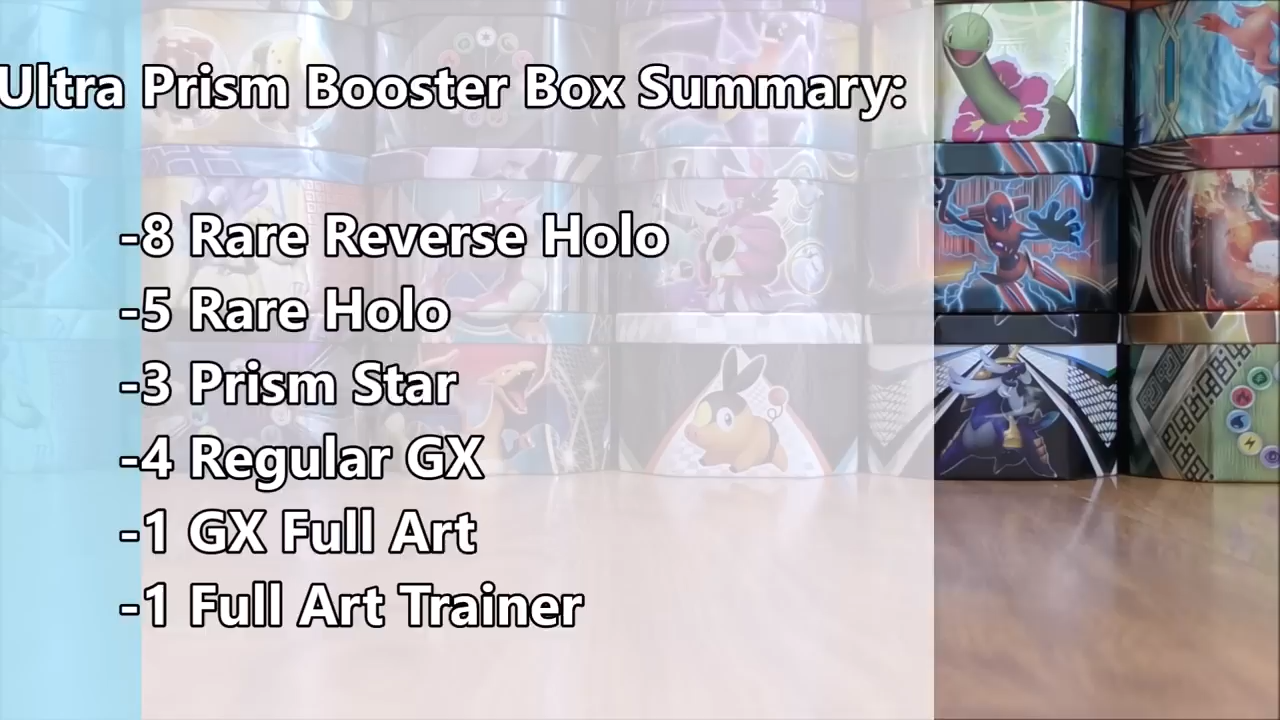 Ultra Prism Booster Box Summary:
-8 Rare Reverse Holo
-5 Rare Holo
-3 Prism Star
-4 Regular GX
-1 GX Full Art
-1 Full Art Trainer